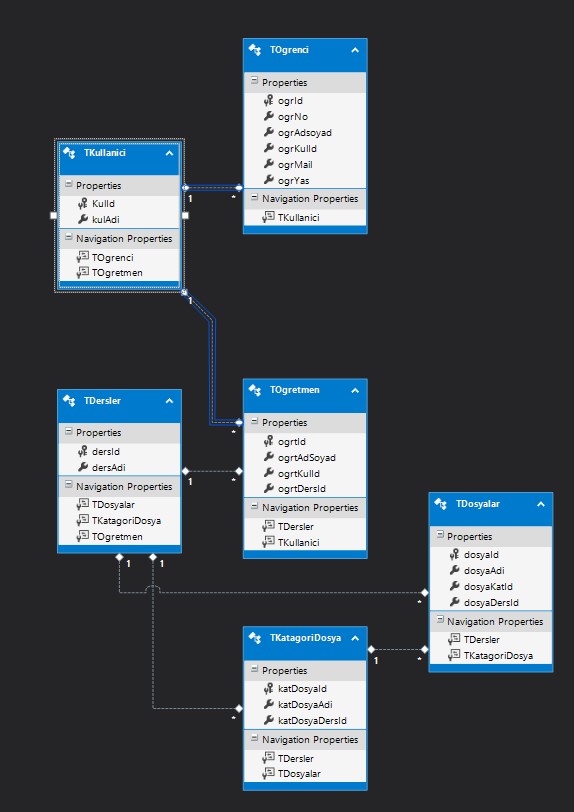 TOgrenci
Properties
ogrId
ogrNo
ogrAdsoyad
ogrKulId
ogrMail
ogrYas
Navigation Properties
TKullanici
TKullanici
Properties
KulId
kulAdi
Navigation Properties
TOgrenci
TOgretmen
1
*
1
*
TOgretmen
Properties
ogrtId
ogrtAdSoyad
ogrtKulId
ogrtDersId
Navigation Properties
TDersler
TKullanici
TDersler
Properties
dersId
dersAdi
Navigation Properties
TDosyalar
TKatagoriDosya
TOgretmen
1
*
1
1
TDosyalar
Properties
dosyaId
dosyaAdi
dosyaKatId
dosyaDersId
Navigation Properties
TDersler
TKatagoriDosya
*
TKatagoriDosya
Properties
katDosyaId
katDosyaAdi
katDosyaDersId
Navigation Properties
TDersler
TDosyalar
1
*
*